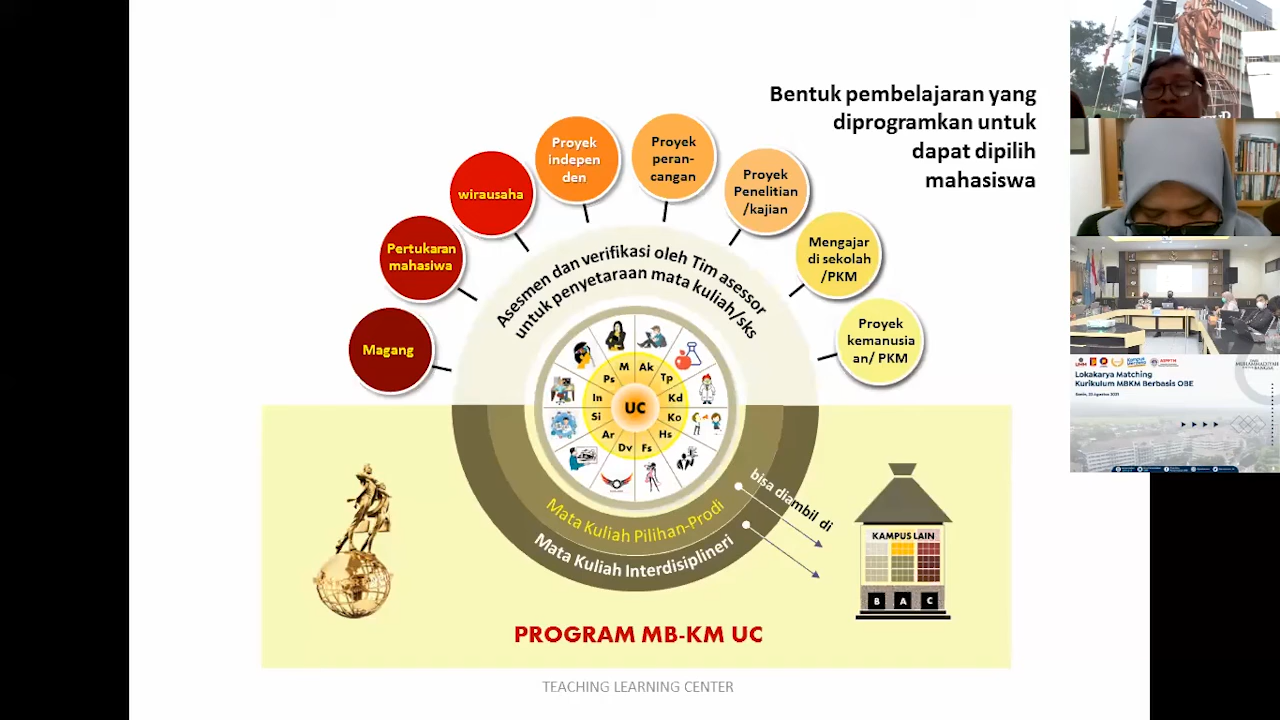 Bentuk pembelajaran yang
diprogramkan untuk
dapat dipilih
mahasiswa
Magang
Pertukaran
mahasiwa
wirausaha
Proyek
indepen
den
Proyek
peran-
cangan
Proyek
Penelitian
/kajian
Mengajar
di sekolah
/PKM
Proyek
kemanusia
an/ PKM
Asesmen dan verifikasi oleh Tim asessor
untuk penyetaraan mata kuliah/sks
UC
M
Ak
Tp
Kd
Ko
Hs
Fs
Dv
Ar
Si
In
Ps
Mata Kuliah Pilihan-Prodi
Mata Kuliah Interdisiplineri
bisa diambil di
KAMPUS LAIN
B A C
PROGRAM MB-KM UC
TEACHING LEARNING CENTER
Lokakarya Matching
Kurikulum MBKM Berbasis OBE